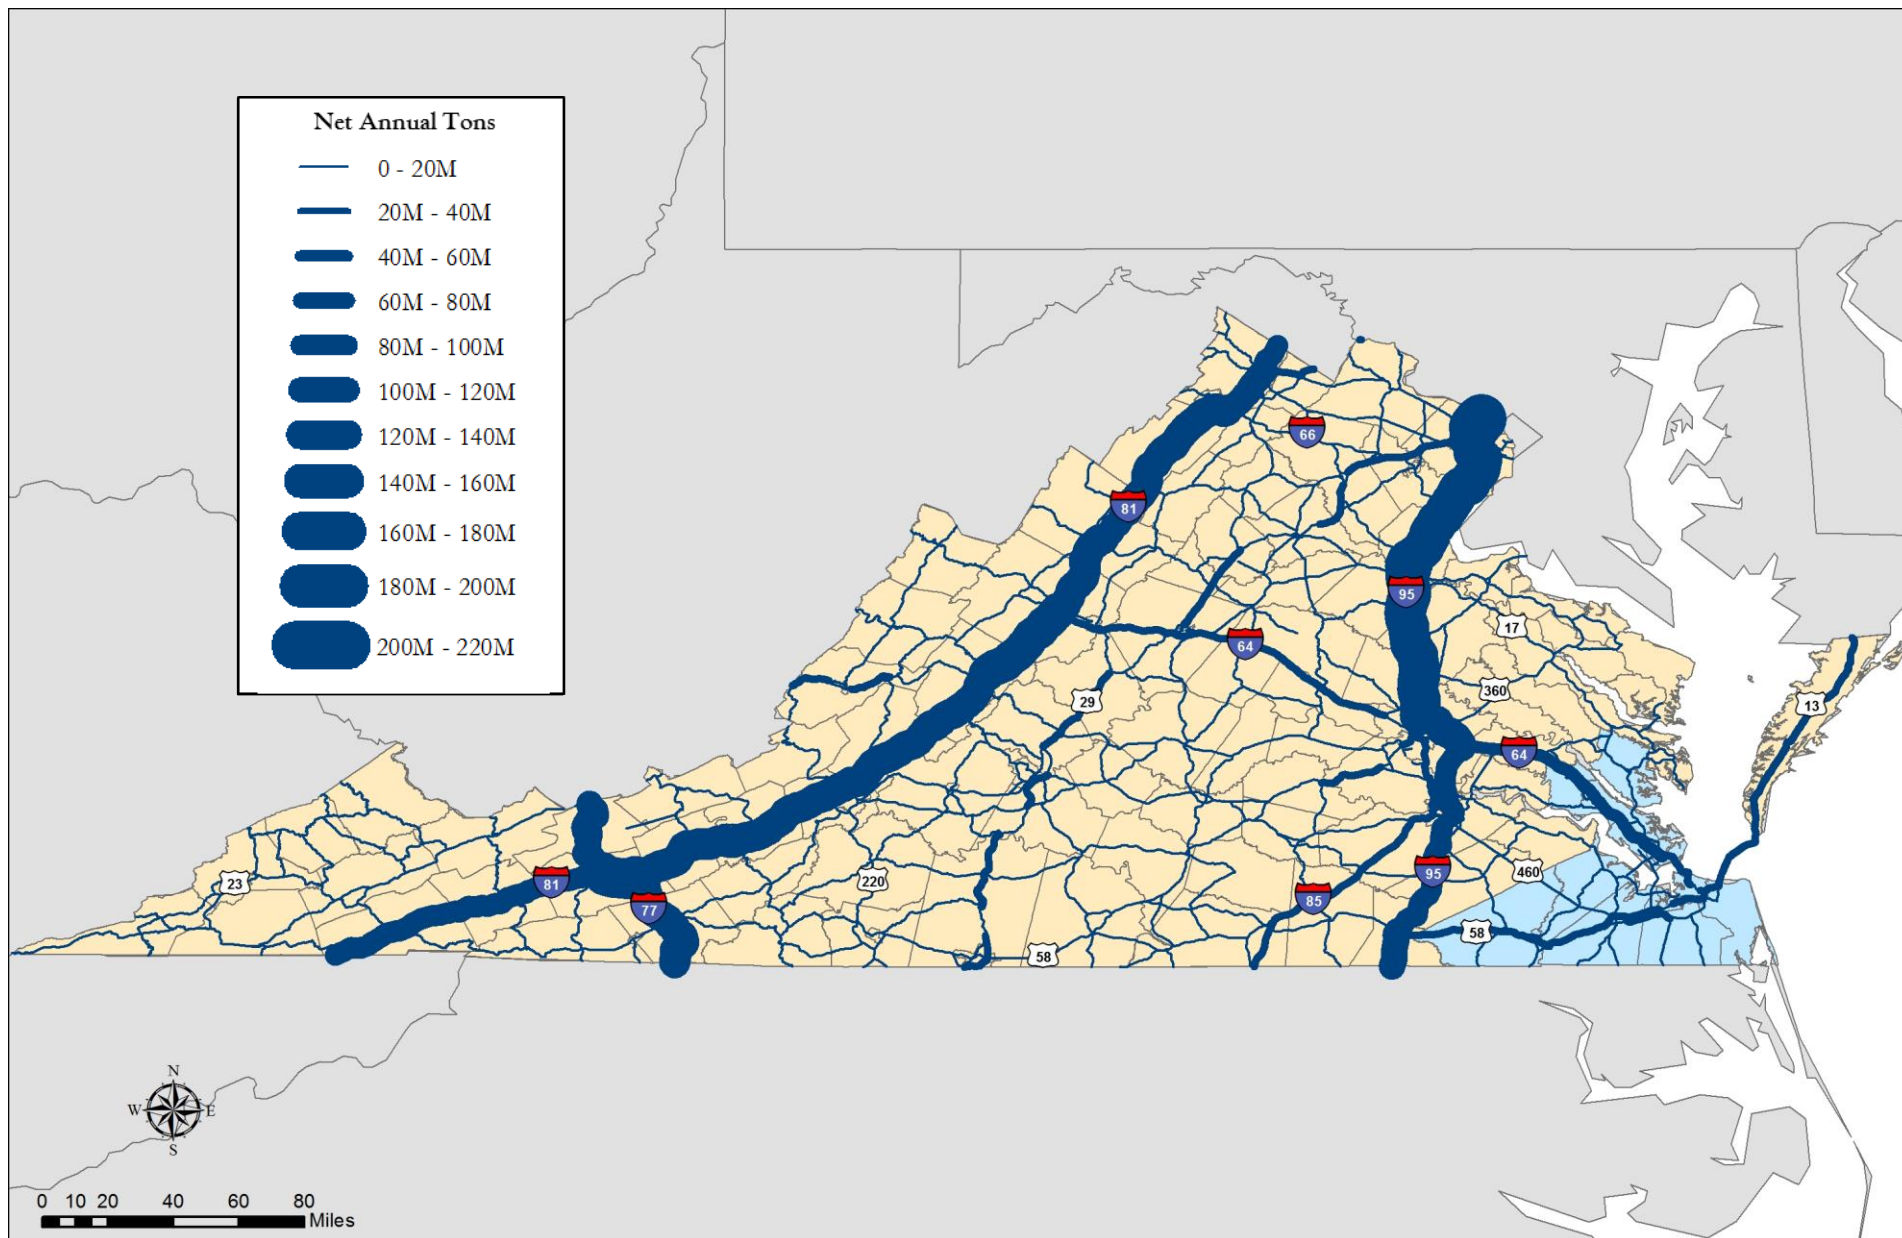 Net Annual Tons
0 - 20M
20M - 40M
40M - 60M
60M - 80M
80M - 100M
100M - 120M
120M - 140M
140M - 160M
160M - 180M
180M - 200M
200M - 220M
66
81
95
17
64
360
29
13
64
23
81
77
220
85
95
460
58
58
N
W E
S
0 10 20 40 60 80
Miles